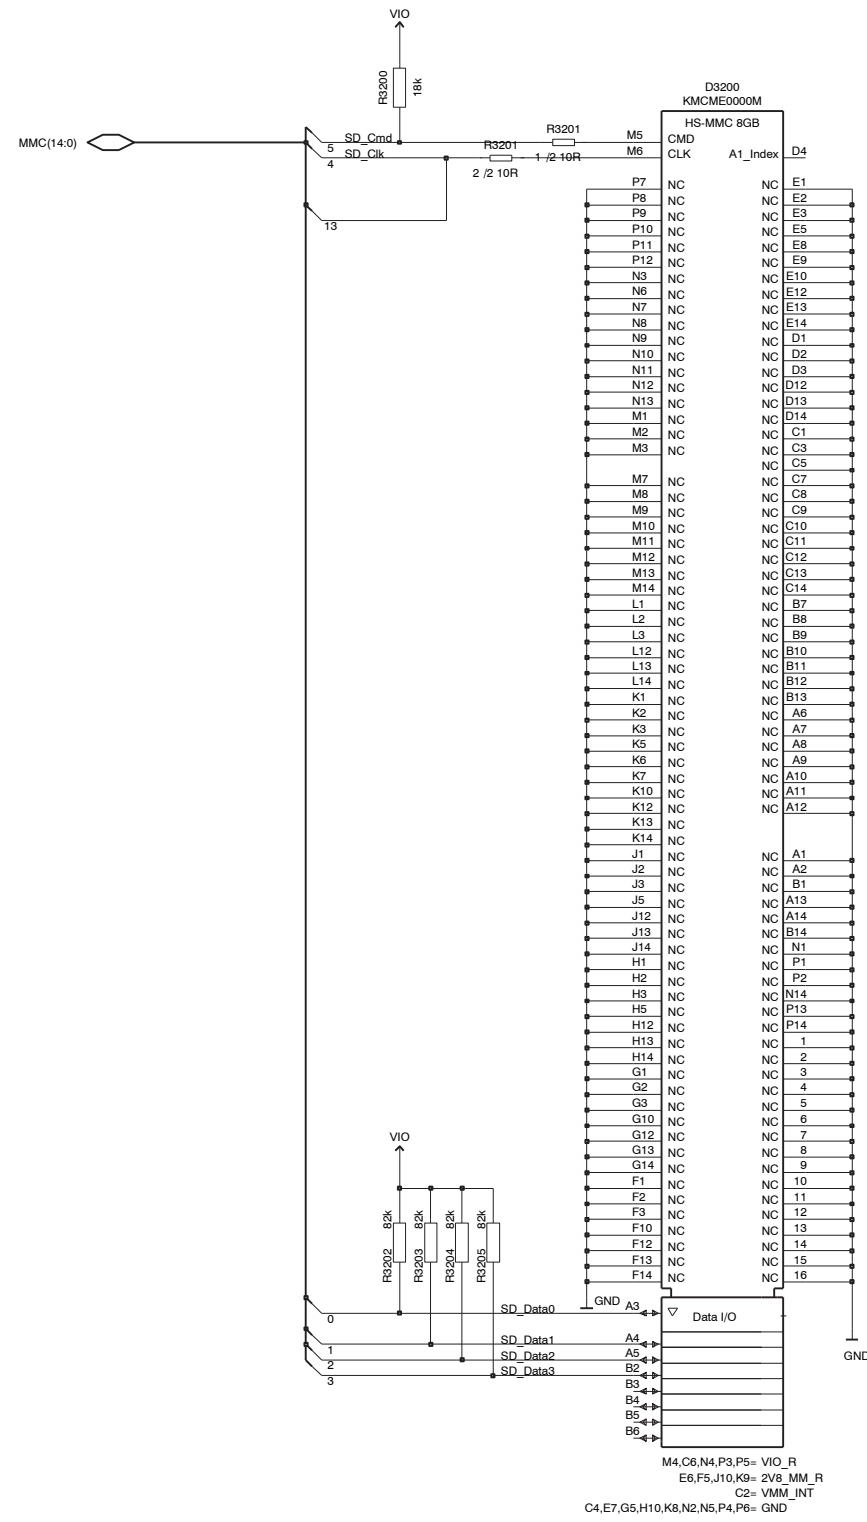 VIO
R3200
18k
D3200
KMCME0000M
HS-MMC 8GB
MMC(14:0)
5
SD_Cmd
R3201
M5
CMD
4
SD_Clk
R3201
2 /2 10R
1 /2 10R
M6
CLK
A1_Index
D4
13
P7 NC NC E1
P8 NC NC E2
P9 NC NC E3
P10 NC NC E5
P11 NC NC E8
P12 NC NC E9
N3 NC NC E10
N6 NC NC E12
N7 NC NC E13
N8 NC NC E14
N9 NC NC D1
N10 NC NC D2
N11 NC NC D3
N12 NC NC D12
N13 NC NC D13
M1 NC NC D14
M2 NC NC C1
M3 NC NC C3
NC C5
M7 NC NC C7
M8 NC NC C8
M9 NC NC C9
M10 NC NC C10
M11 NC NC C11
M12 NC NC C12
M13 NC NC C13
M14 NC NC C14
L1 NC NC B7
L2 NC NC B8
L3 NC NC B9
L12 NC NC B10
L13 NC NC B11
L14 NC NC B12
K1 NC NC B13
K2 NC NC A6
K3 NC NC A7
K5 NC NC A8
K6 NC NC A9
K7 NC NC A10
K10 NC NC A11
K12 NC NC A12
K13 NC
K14 NC
J1 NC NC A1
J2 NC NC A2
J3 NC NC B1
J5 NC NC A13
J12 NC NC A14
J13 NC NC B14
J14 NC NC N1
H1 NC NC P1
H2 NC NC P2
H3 NC NC N14
H5 NC NC P13
H12 NC NC P14
H13 NC NC 1
H14 NC NC 2
G1 NC NC 3
G2 NC NC 4
G3 NC NC 5
G10 NC NC 6
G12 NC NC 7
G13 NC NC 8
G14 NC NC 9
F1 NC NC 10
F2 NC NC 11
F3 NC NC 12
F10 NC NC 13
F12 NC NC 14
F13 NC NC 15
F14 NC NC 16
VIO
82k
82k
82k
82k
R3202
R3203
R3204
R3205
GND
0
SD_Data0
A3
Data I/O
1
SD_Data1
A4
2
SD_Data2
A5
3
SD_Data3
B2
B3
B4
B5
B6
GND
M4,C6,N4,P3,P5= VIO_R
E6,F5,J10,K9= 2V8_MM_R
C2= VMM_INT
C4,E7,G5,H10,K8,N2,N5,P4,P6= GND